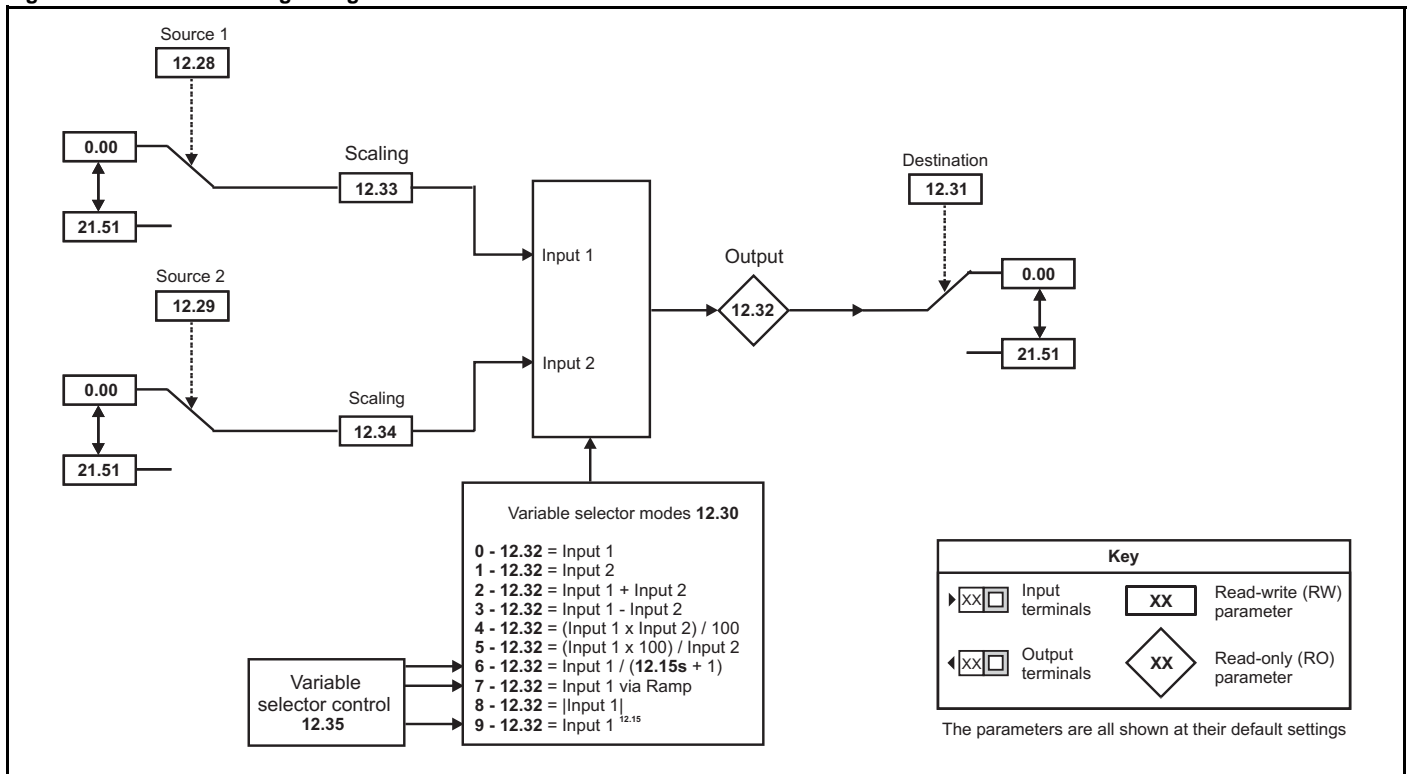 Source 1
12.28
0.00
21.51
Scaling
12.33
Source 2
12.29
0.00
21.51
Scaling
12.34
Input 1
Input 2
Output
12.32
Destination
12.31
0.00
21.51
Variable selector modes 12.30
0 - 12.32 = Input 1
1 - 12.32 = Input 2
2 - 12.32 = Input 1 + Input 2
3 - 12.32 = Input 1 - Input 2
4 - 12.32 = (Input 1 x Input 2) / 100
5 - 12.32 = (Input 1 x 100) / Input 2
6 - 12.32 = Input 1 / (12.15s + 1)
7 - 12.32 = Input 1 via Ramp
8 - 12.32 = |Input 1|
9 - 12.32 = Input 1 12.15
Variable
selector control
12.35
Key
XX
Input
terminals
XX
Read-write (RW)
parameter
XX
Output
terminals
XX
Read-only (RO)
parameter
The parameters are all shown at their default settings